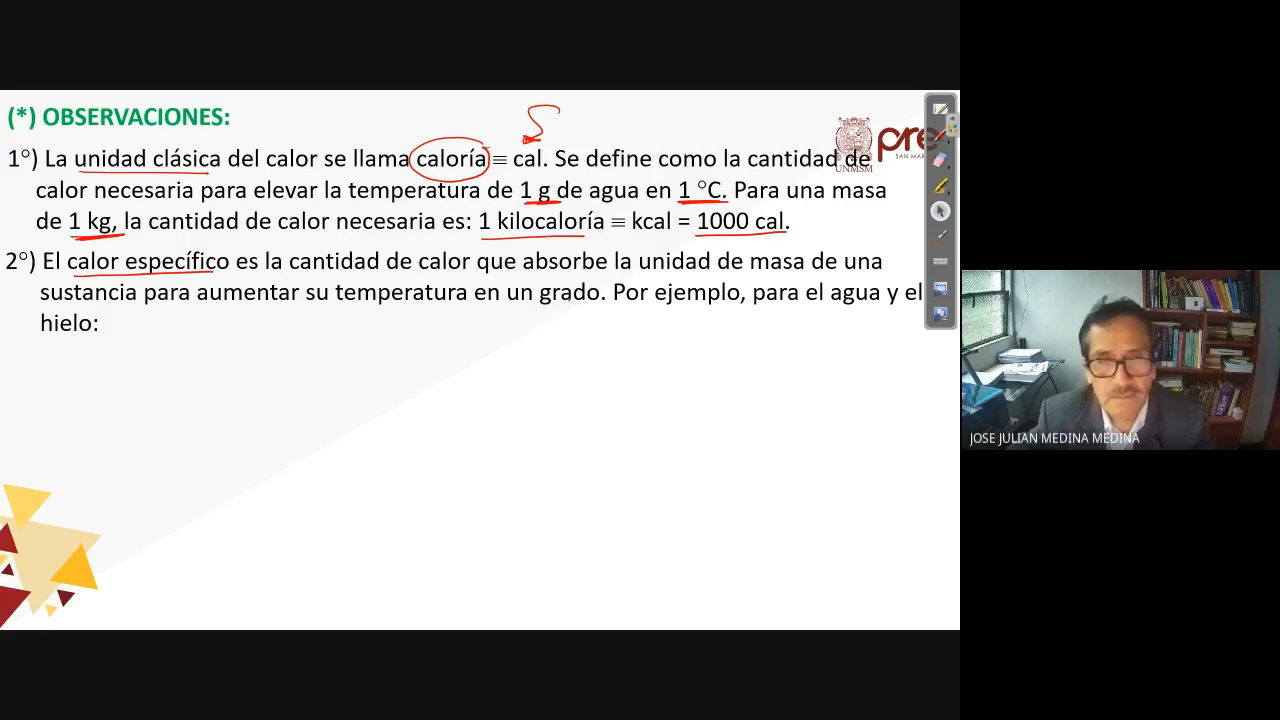 (*) OBSERVACIONES:
1°) La unidad clásica del calor se llama caloría ≡ cal. Se define como la cantidad de
calor necesaria para elevar la temperatura de 1 g de agua en 1 °C. Para una masa
de 1 kg, la cantidad de calor necesaria es: 1 kilocaloría ≡ kcal = 1000 cal.
2°) El calor específico es la cantidad de calor que absorbe la unidad de masa de una
sustancia para aumentar su temperatura en un grado. Por ejemplo, para el agua y el
hielo:
UNMSM
pre
SAN MAR
JOSE JULIAN MEDINA MEDINA